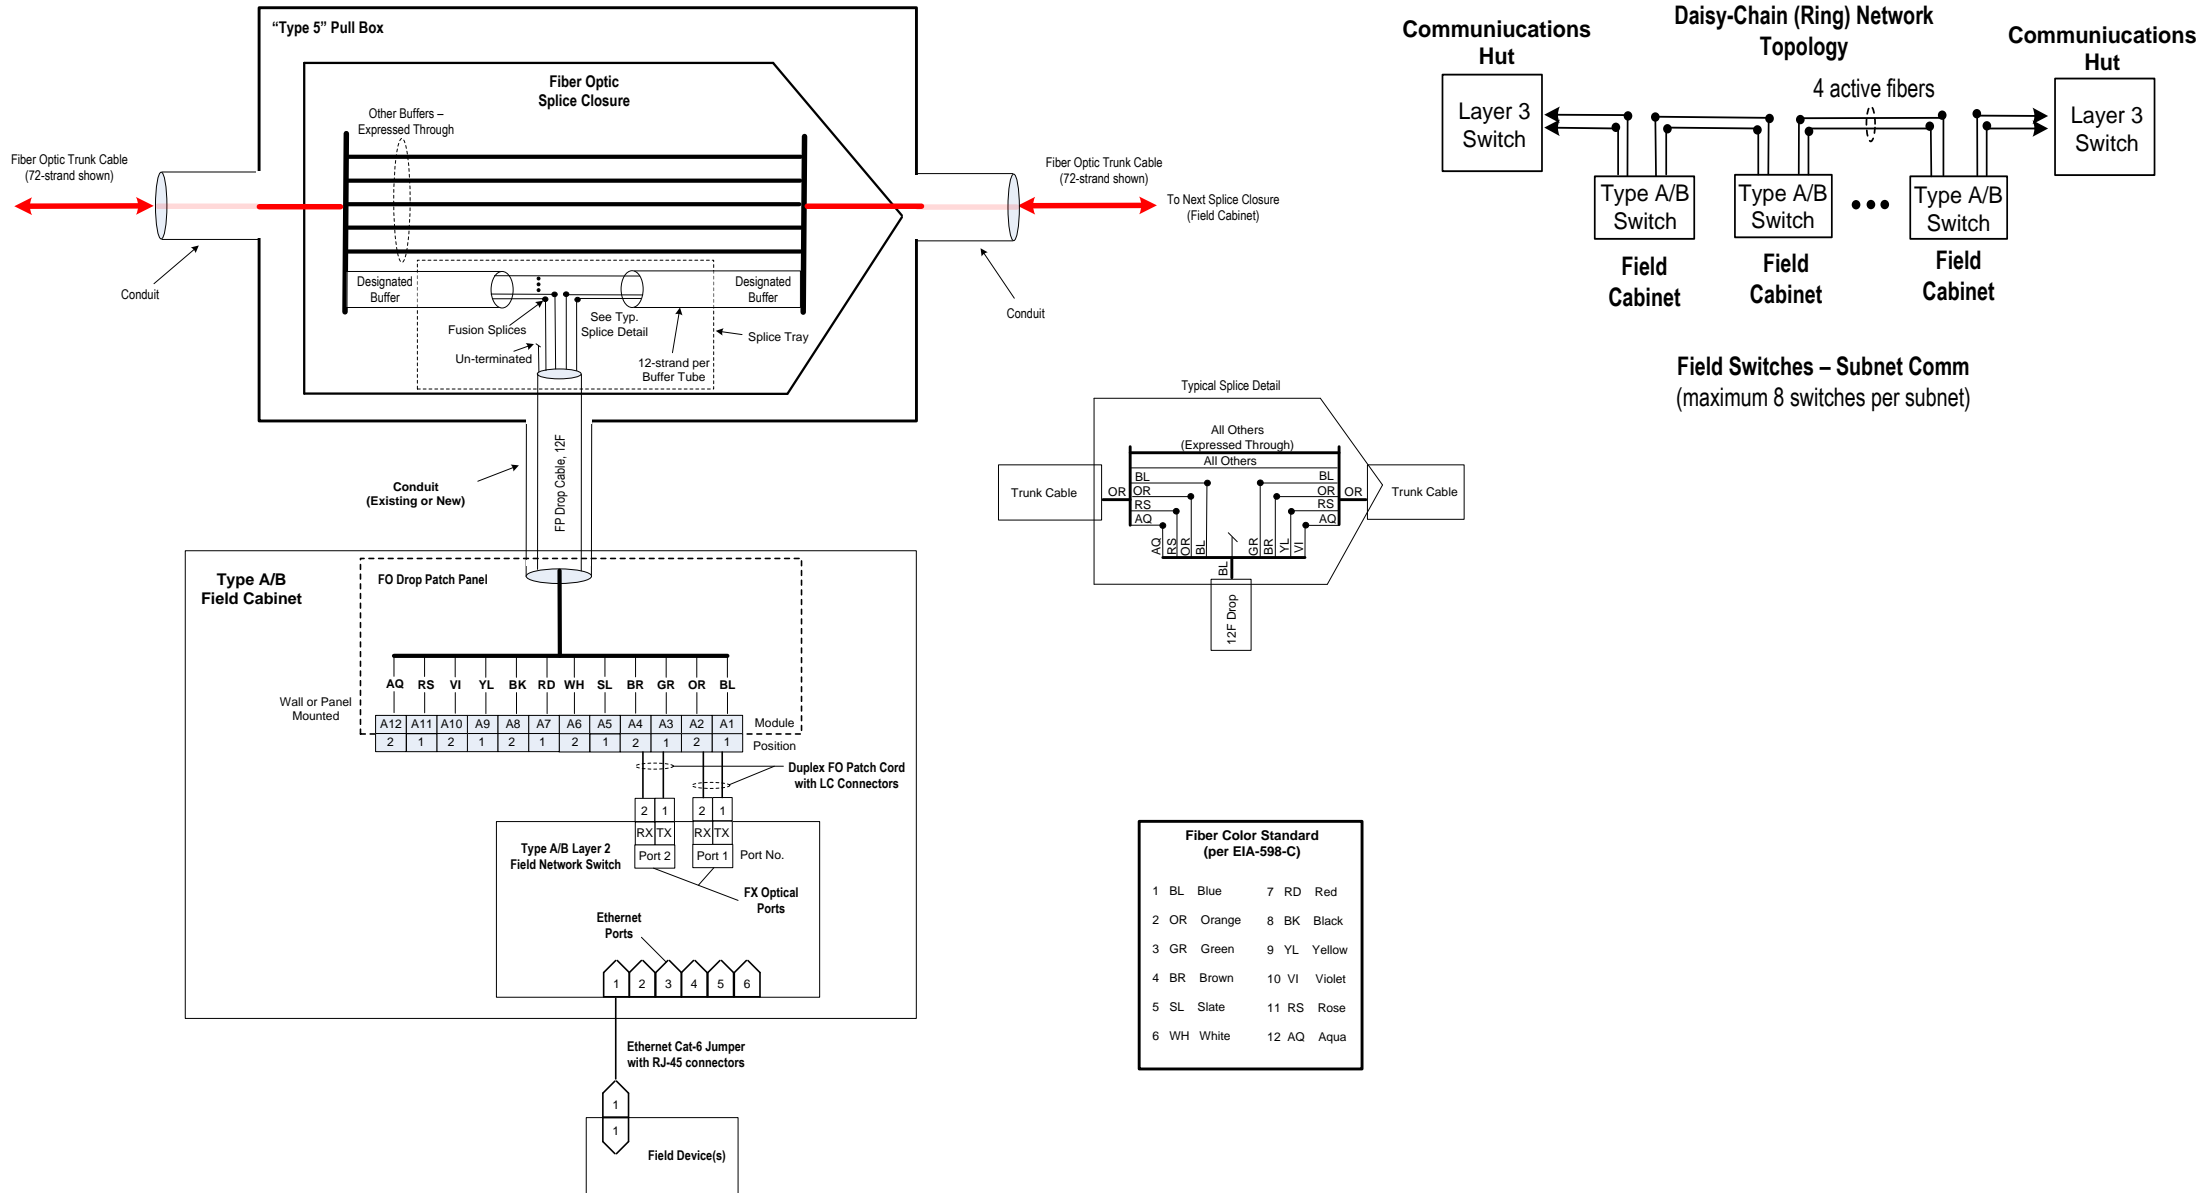 “Type 5” Pull Box
Fiber Optic
Splice Closure
Other Buffers –
Expressed Through
Fiber Optic Trunk Cable
(72-strand shown)
Conduit
Fiber Optic Trunk Cable
(72-strand shown)
To Next Splice Closure
(Field Cabinet)
Conduit
Designated
Buffer
Designated
Buffer
Fusion Splices
See Typ.
Splice Detail
Splice Tray
Un-terminated
12-strand per
Buffer Tube
FP Drop Cable, 12F
Conduit
(Existing or New)
Type A/B
Field Cabinet
FO Drop Patch Panel
AQ RS VI YL BK RD WH SL BR GR OR BL
Wall or Panel
Mounted
A12 A11 A10 A9 A8 A7 A6 A5 A4 A3 A2 A1 Module
2 1 2 1 2 1 2 1 2 1 2 1 Position
Duplex FO Patch Cord
with LC Connectors
2 1 2 1
RX TX RX TX
Port 2 Port 1 Port No.
Type A/B Layer 2
Field Network Switch
FX Optical
Ports
Ethernet
Ports
1 2 3 4 5 6
Ethernet Cat-6 Jumper
with RJ-45 connectors
1
1
Field Device(s)
Daisy-Chain (Ring) Network
Topology
Communiucations
Hut
Communiucations
Hut
4 active fibers
Layer 3
Switch
Layer 3
Switch
Type A/B
Switch
Type A/B
Switch
Type A/B
Switch
Field
Cabinet
Field
Cabinet
Field
Cabinet
Field Switches – Subnet Comm
(maximum 8 switches per subnet)
Typical Splice Detail
All Others
(Expressed Through)
All Others
Trunk Cable
OR
BL
OR
RS
AQ
BL
OR
RS
AQ
OR
Trunk Cable
AQ RS OR BL GR BR YL VI
BL
12F Drop
Fiber Color Standard
(per EIA-598-C)
1 BL Blue 7 RD Red
2 OR Orange 8 BK Black
3 GR Green 9 YL Yellow
4 BR Brown 10 VI Violet
5 SL Slate 11 RS Rose
6 WH White 12 AQ Aqua